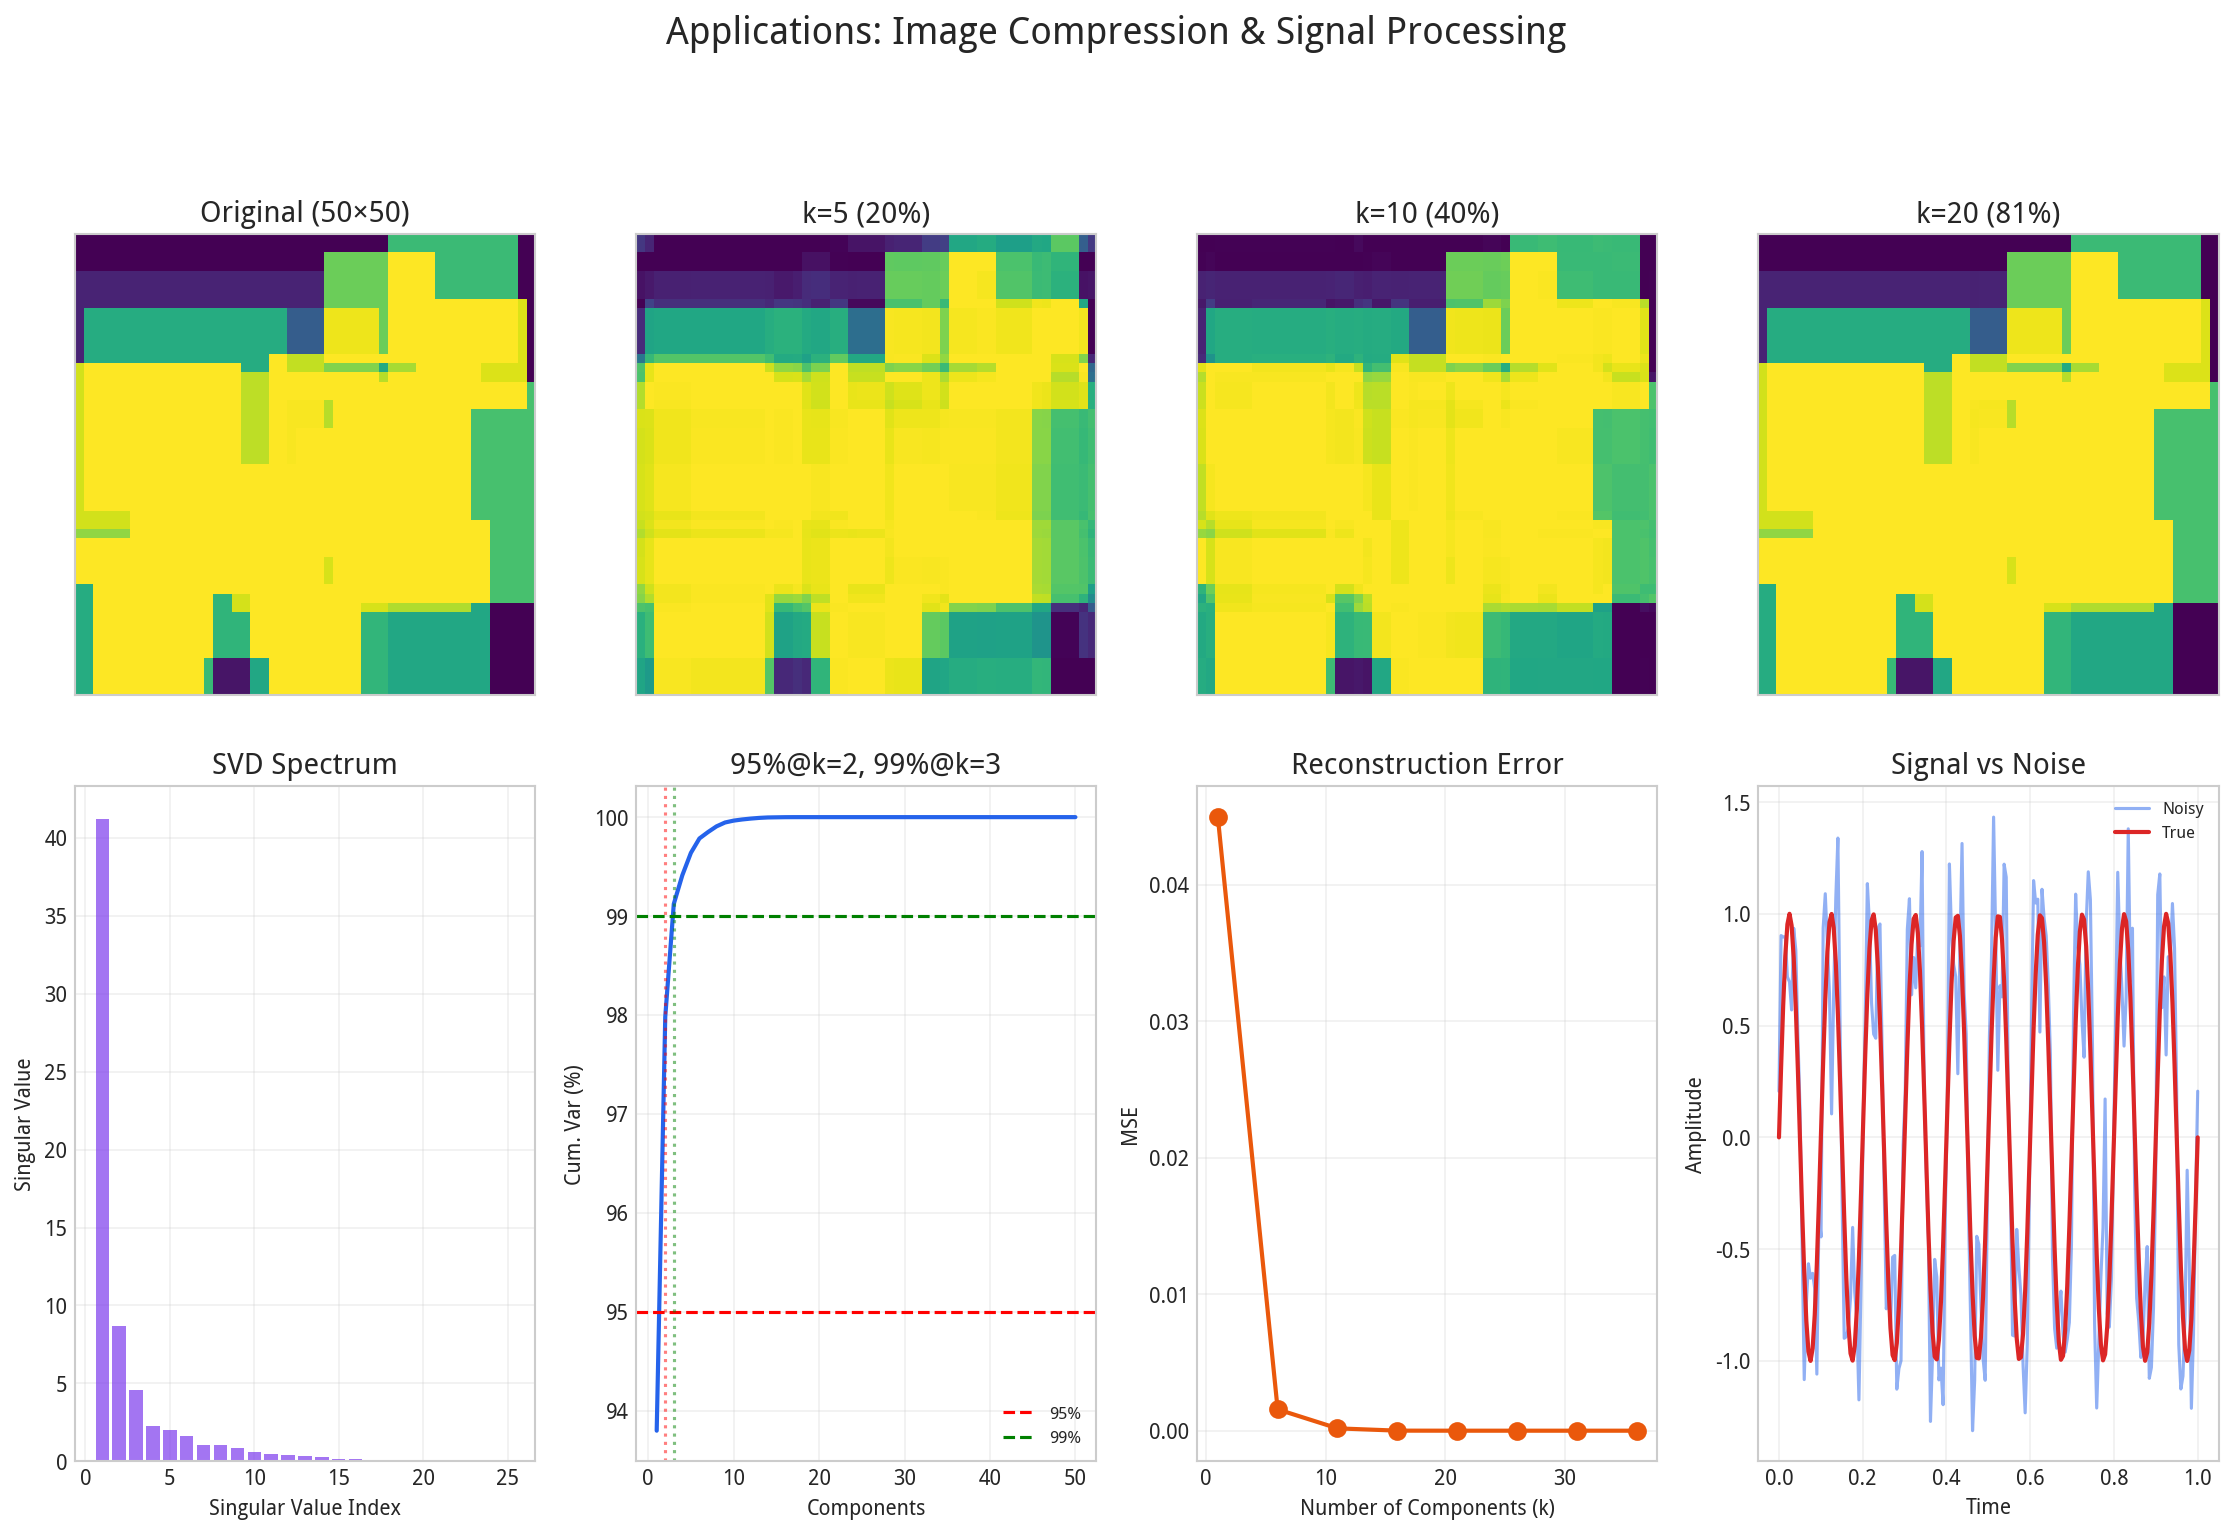 Applications: Image Compression & Signal Processing
Original (50×50)
k=5 (20%)
k=10 (40%)
k=20 (81%)
SVD Spectrum
Singular Value
40
35
30
25
20
15
10
5
0
0 5 10 15 20 25
Singular Value Index
95%@k=2, 99%@k=3
Cum. Var (%)
100
99
98
97
96
95
94
95%
99%
0 10 20 30 40 50
Components
Reconstruction Error
MSE
0.04
0.03
0.02
0.01
0.00
0 10 20 30
Number of Components (k)
Signal vs Noise
Amplitude
1.5
1.0
0.5
0.0
-0.5
-1.0
Noisy
True
0.0 0.2 0.4 0.6 0.8 1.0
Time